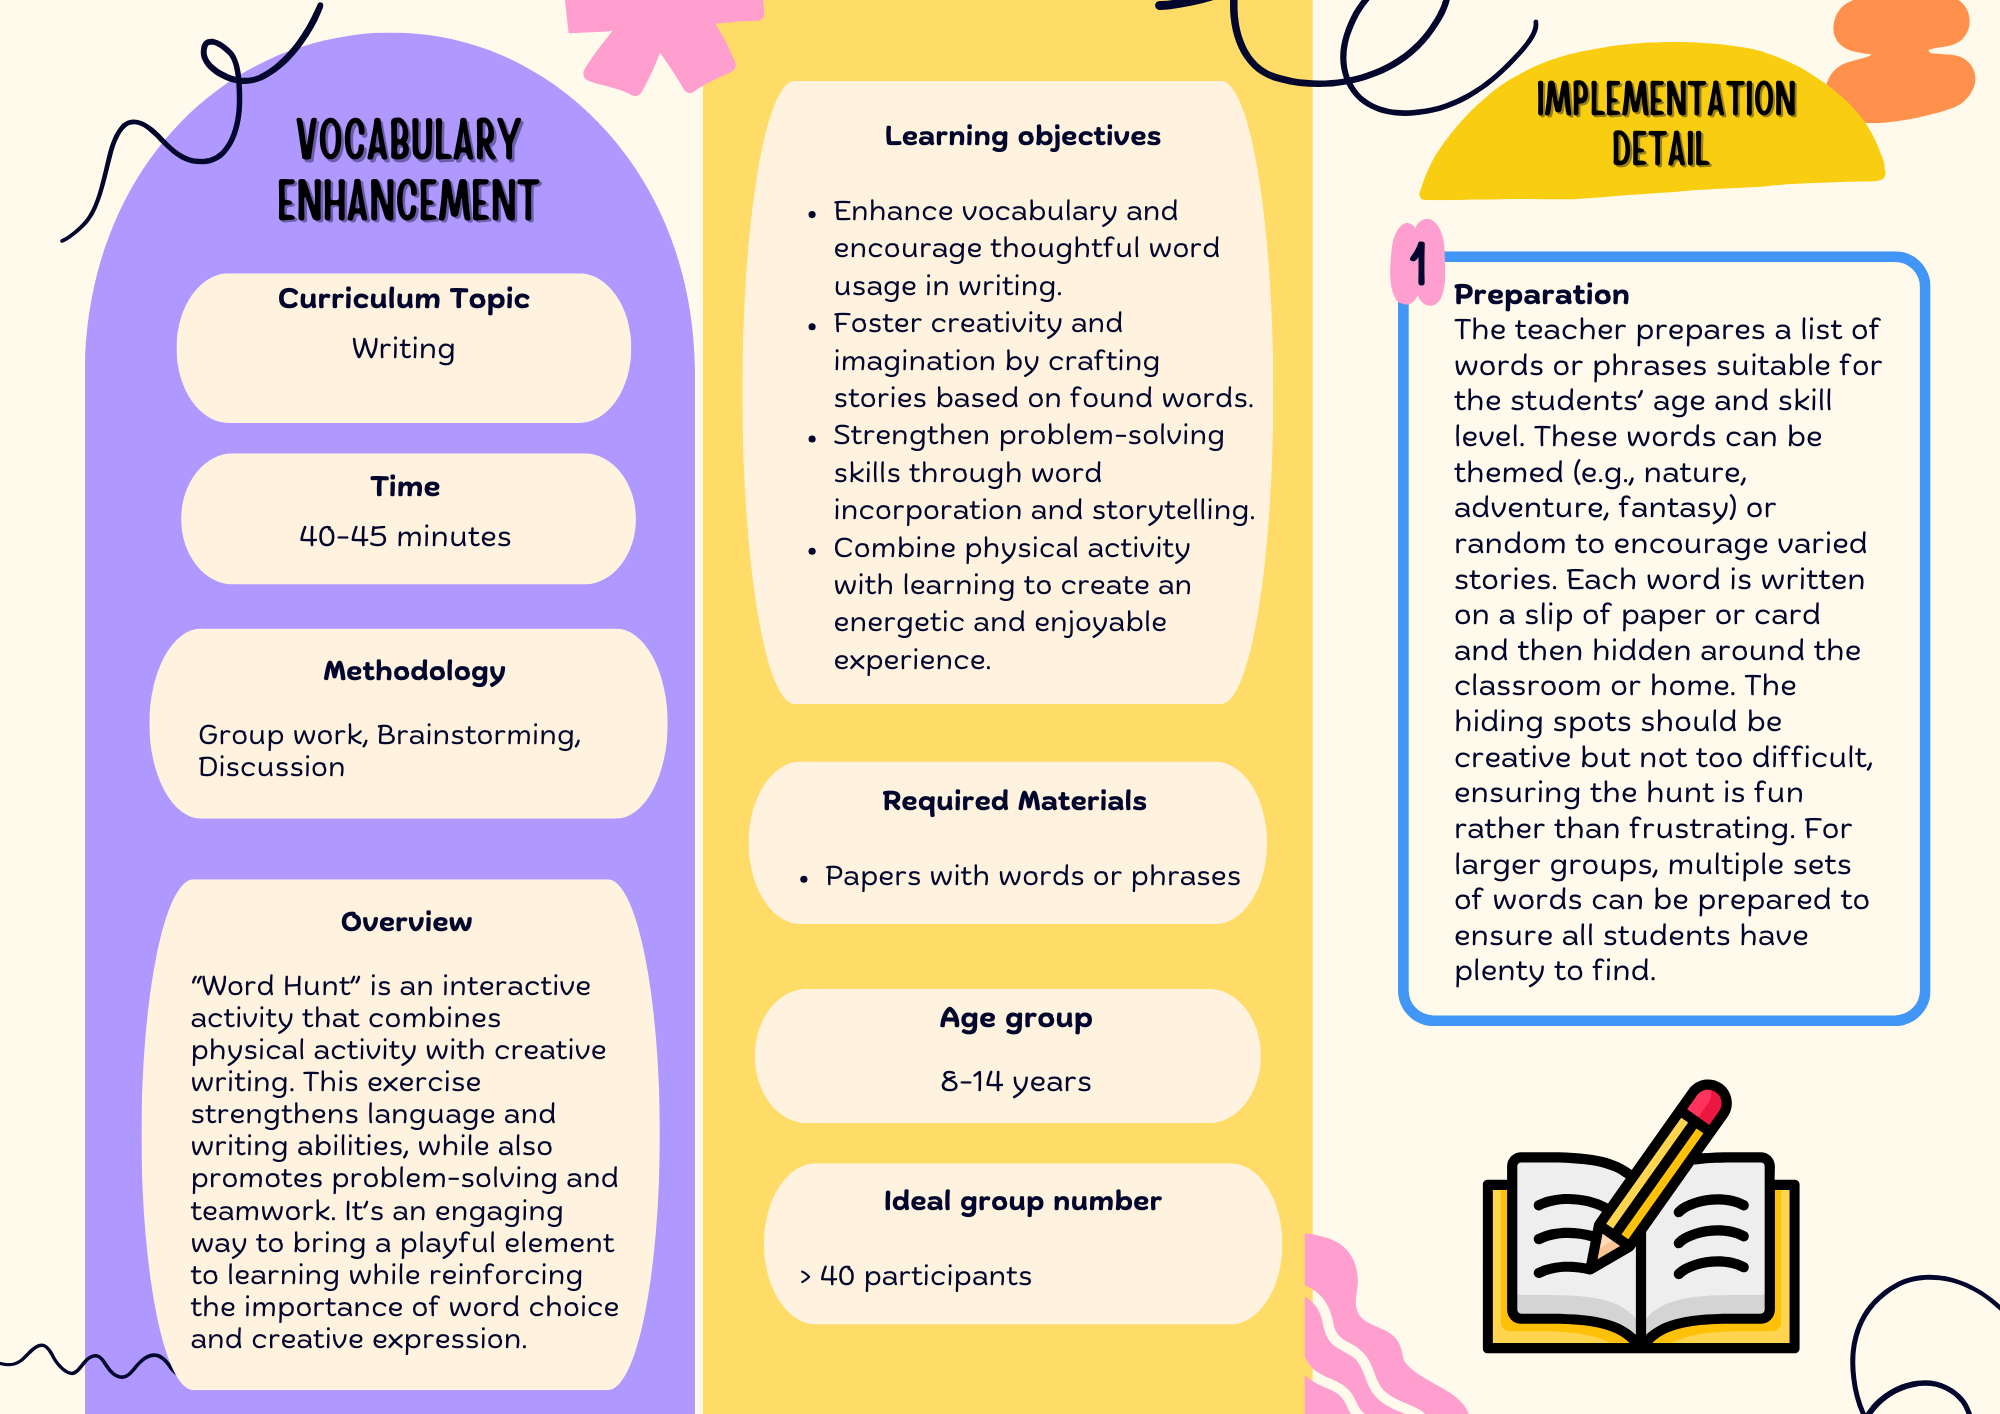 VOCABULARY
ENHANCEMENT
Curriculum Topic
Writing
Time
40-45 minutes
Methodology
Group work, Brainstorming,
Discussion
Overview
“Word Hunt” is an interactive
activity that combines
physical activity with creative
writing. This exercise
strengthens language and
writing abilities, while also
promotes problem-solving and
teamwork. It’s an engaging
way to bring a playful element
to learning while reinforcing
the importance of word choice
and creative expression.
Learning objectives
• Enhance vocabulary and
encourage thoughtful word
usage in writing.
• Foster creativity and
imagination by crafting
stories based on found words.
• Strengthen problem-solving
skills through word
incorporation and storytelling.
• Combine physical activity
with learning to create an
energetic and enjoyable
experience.
Required Materials
• Papers with words or phrases
Age group
8-14 years
Ideal group number
> 40 participants
IMPLEMENTATION
DETAIL
1
Preparation
The teacher prepares a list of
words or phrases suitable for
the students’ age and skill
level. These words can be
themed (e.g., nature,
adventure, fantasy) or
random to encourage varied
stories. Each word is written
on a slip of paper or card
and then hidden around the
classroom or home. The
hiding spots should be
creative but not too difficult,
ensuring the hunt is fun
rather than frustrating. For
larger groups, multiple sets
of words can be prepared to
ensure all students have
plenty to find.